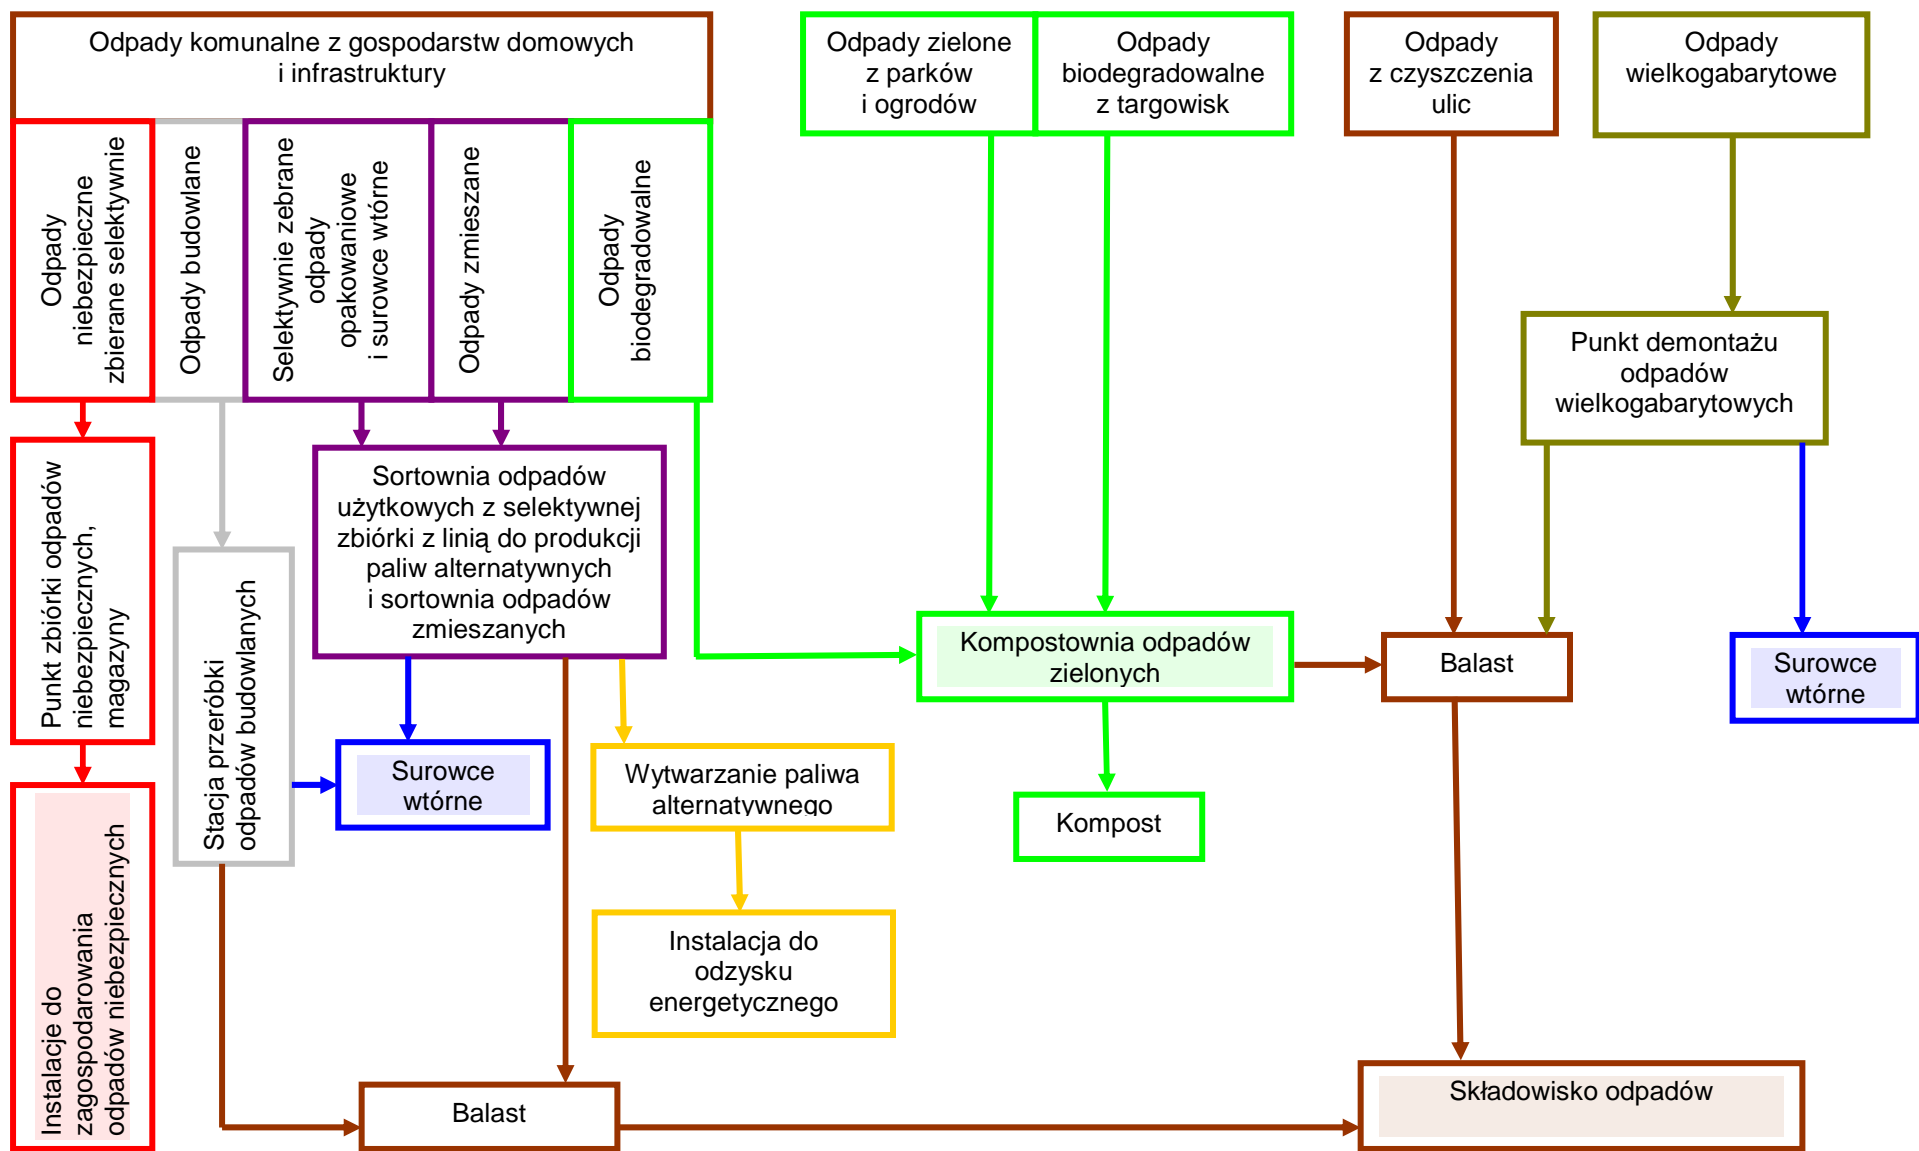 Odpady komunalne z gospodarstw domowych
i infrastruktury
Odpady zielone
z parków
i ogrodów
Odpady
biodegradowalne
z targowisk
Odpady
z czyszczenia
ulic
Odpady
wielkogabarytowe
Odpady
niebezpieczne
zbierane selektywnie
Odpady budowlane
Selektywnie zebrane
odpady
opakowaniowe
i surowce wtórne
Odpady zmieszane
Odpady
biodegradowalne
Punkt demontażu
odpadów
wielkogabarytowych
Punkt zbiórki odpadów
niebezpiecznych,
magazyny
Sortownia odpadów
użytkowych z selektywnej
zbiórki z linią do produkcji
paliw alternatywnych
i sortownia odpadów
zmieszanych
Stacja przeróbki
odpadów budowlanych
Kompostownia odpadów
zielonych
Balast
Surowce
wtórne
Surowce
wtórne
Wytwarzanie paliwa
alternatywnego
Kompost
Instalacje do
zagospodarowania
odpadów niebezpiecznych
Instalacja do
odzysku
energetycznego
Balast
Składowisko odpadów